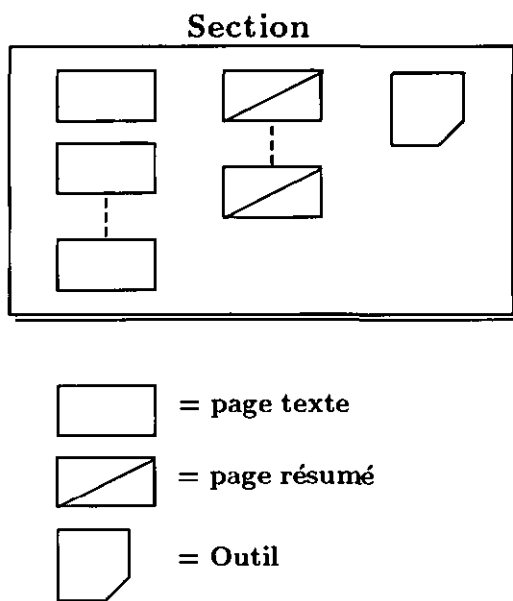 Section
= page texte
= page résumé
= Outil